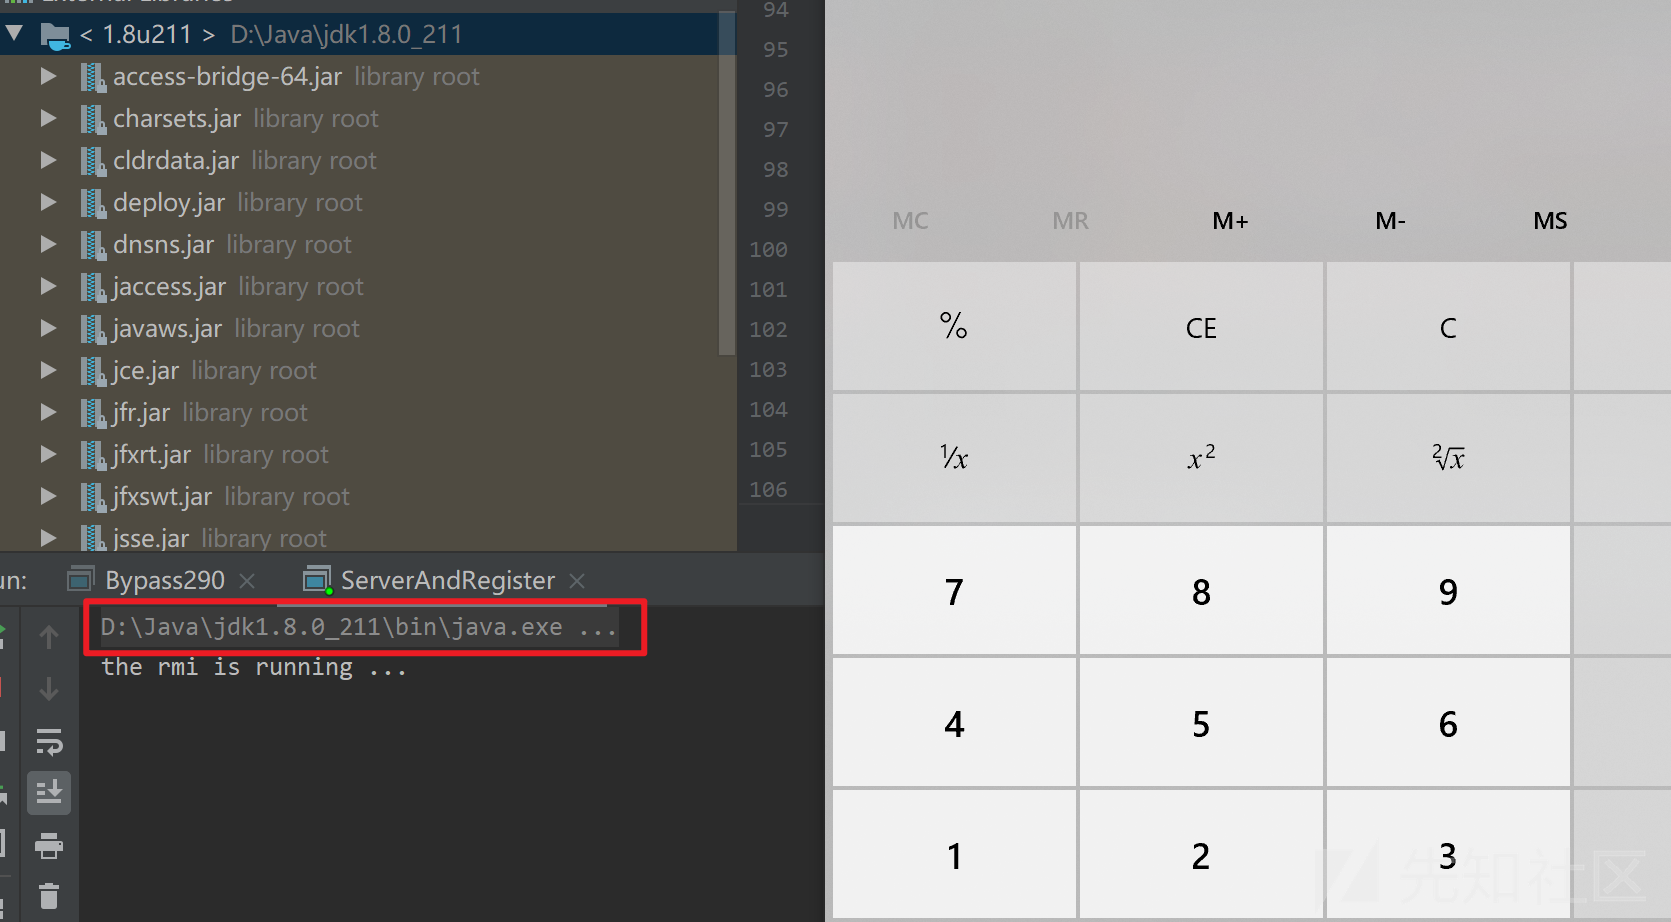 External Libraries
< 1.8u211 > D:\Java\jdk1.8.0_211
access-bridge-64.jar library root
charsets.jar library root
cldrdata.jar library root
deploy.jar library root
dnsns.jar library root
jaccess.jar library root
javaws.jar library root
jce.jar library root
jfr.jar library root
jfxrt.jar library root
jfxswt.jar library root
jsse.jar library root
94
95
96
97
98
99
100
101
102
103
104
105
106
un: Bypass290 ServerAndRegister
D:\Java\jdk1.8.0_211\bin\java.exe ...
the rmi is running ...
MC MR M+ M- MS
% CE C
1/x x² ²√x
7 8 9
4 5 6
1 2 3
先知社区